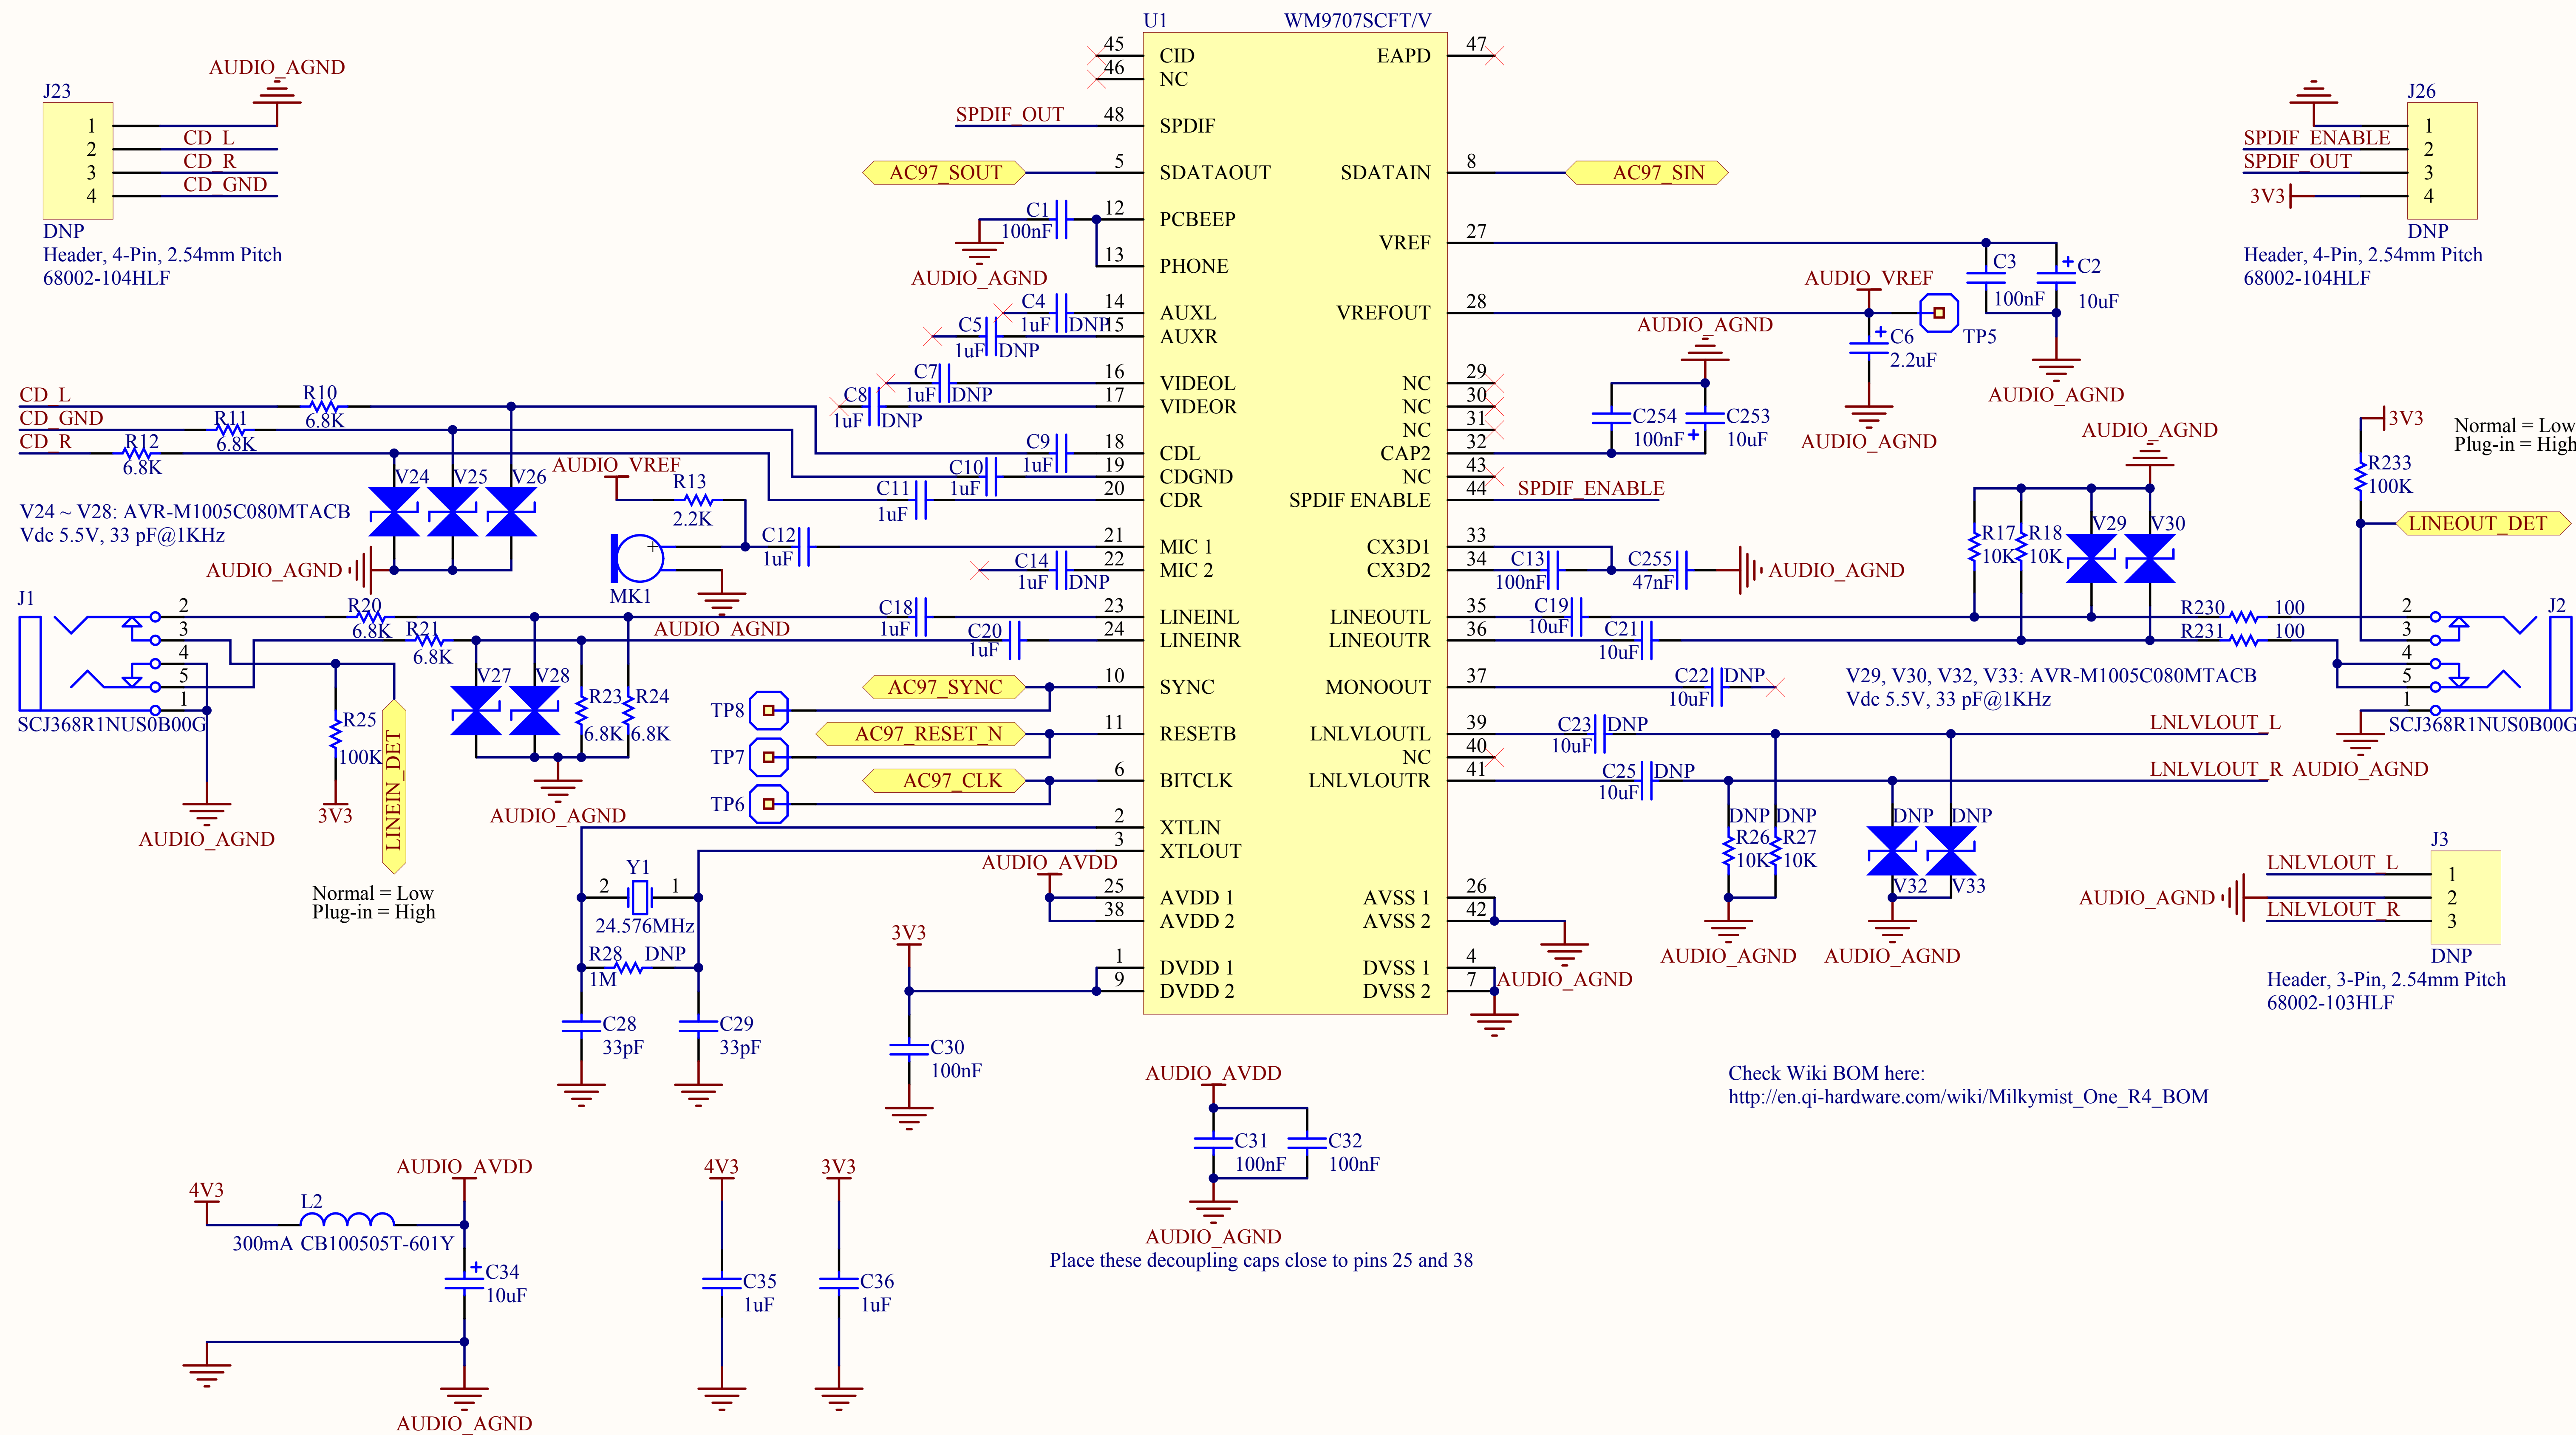 U1 WM9707SCFT/V
45 CID EAPD 47
46 NC
SPDIF_OUT 48 SPDIF
AC97_SOUT 5 SDATAOUT SDATAIN 8 AC97_SIN
C1 12 PCBEEP
100nF
AUDIO_AGND
13 PHONE
VREF 27
C3
100nF
C2
10uF
AUDIO_AGND
C4 14 AUXL
1uF DNP
C5 15 AUXR
1uF DNP
VREFOUT 28
AUDIO_VREF
TP5
C6
2.2uF
AUDIO_AGND
C7 16 VIDEOL
1uF DNP
C8 17 VIDEOR
1uF DNP
NC 29
NC 30
NC 31
CAP2 32
NC 43
SPDIF ENABLE 44 SPDIF_ENABLE
AUDIO_AGND
C254
100nF
C253
10uF
J23
AUDIO_AGND
1
CD_L
2
CD_R
3
CD_GND
4
DNP
Header, 4-Pin, 2.54mm Pitch
68002-104HLF
J26
1
SPDIF_ENABLE
2
SPDIF_OUT
3
3V3 4
DNP
Header, 4-Pin, 2.54mm Pitch
68002-104HLF
CD_L R10
6.8K
CD_GND R11
6.8K
CD_R R12
6.8K
V24 V25 V26
V24 ~ V28: AVR-M1005C080MTACB
Vdc 5.5V, 33 pF@1KHz
AUDIO_AGND
C9 18 CDL
1uF
C10 19 CDGND
1uF
C11 20 CDR
1uF
AUDIO_VREF
R13
2.2K
C12 21 MIC 1
1uF
C14 22 MIC 2
1uF DNP
MK1
AUDIO_AGND
CX3D1 33
CX3D2 34
C13
100nF
C255
47nF
AUDIO_AGND
J1
2
3
4
5
1
SCJ368R1NUS0B00G
AUDIO_AGND
R20
6.8K
R21
6.8K
C18 23 LINEINL
1uF
C20 24 LINEINR
1uF
R25
100K
3V3
LINEIN_DET
Normal = Low
Plug-in = High
V27 V28
R23
6.8K
R24
6.8K
AUDIO_AGND
LINEOUTL 35 C19
10uF
LINEOUTR 36 C21
10uF
AUDIO_AGND
R17
10K
R18
10K
V29 V30
R230 100
R231 100
3V3
R233
100K
Normal = Low
Plug-in = High
LINEOUT_DET
J2
2
3
4
5
1
SCJ368R1NUS0B00G
AUDIO_AGND
V29, V30, V32, V33: AVR-M1005C080MTACB
Vdc 5.5V, 33 pF@1KHz
AC97_SYNC 10 SYNC
TP8
AC97_RESET_N 11 RESETB
TP7
AC97_CLK 6 BITCLK
TP6
MONOOUT 37 C22 DNP
10uF
LNLVLOUTL 39 C23 DNP
10uF
LNLVLOUT_L
NC 40
LNLVLOUTR 41 C25 DNP
10uF
LNLVLOUT_R
DNP DNP
R26
10K
R27
10K
AUDIO_AGND
DNP DNP
V32 V33
AUDIO_AGND
J3
LNLVLOUT_L 1
AUDIO_AGND 2
LNLVLOUT_R 3
DNP
Header, 3-Pin, 2.54mm Pitch
68002-103HLF
2 XTLIN
3 XTLOUT
Y1
2 1
24.576MHz
R28 DNP
1M
C28
33pF
C29
33pF
AUDIO_AVDD
25 AVDD 1 AVSS 1 26
38 AVDD 2 AVSS 2 42
AUDIO_AGND
3V3
1 DVDD 1 DVSS 1 4
9 DVDD 2 DVSS 2 7
C30
100nF
AUDIO_AVDD
C31
100nF
C32
100nF
AUDIO_AGND
Place these decoupling caps close to pins 25 and 38
Check Wiki BOM here:
http://en.qi-hardware.com/wiki/Milkymist_One_R4_BOM
4V3
L2
300mA CB100505T-601Y
AUDIO_AVDD
C34
10uF
AUDIO_AGND
4V3
C35
1uF
3V3
C36
1uF